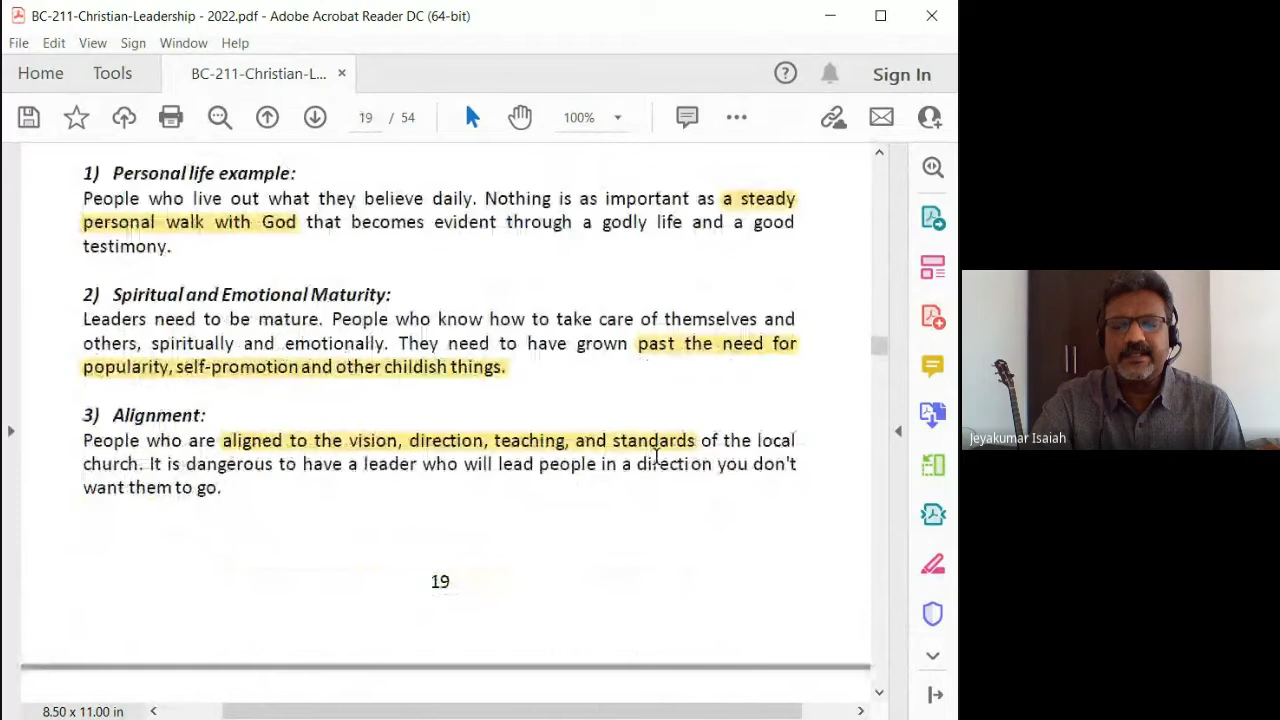 BC-211-Christian-Leadership - 2022.pdf - Adobe Acrobat Reader DC (64-bit)
File Edit View Sign Window Help
Home Tools BC-211-Christian-L... × Sign In
19 / 54 100%
1) Personal life example:
People who live out what they believe daily. Nothing is as important as a steady
personal walk with God that becomes evident through a godly life and a good
testimony.
2) Spiritual and Emotional Maturity:
Leaders need to be mature. People who know how to take care of themselves and
others, spiritually and emotionally. They need to have grown past the need for
popularity, self-promotion and other childish things.
3) Alignment:
People who are aligned to the vision, direction, teaching, and standards of the local
church. It is dangerous to have a leader who will lead people in a direction you don't
want them to go.
19
8.50 x 11.00 in
Jeyakumar Isaiah